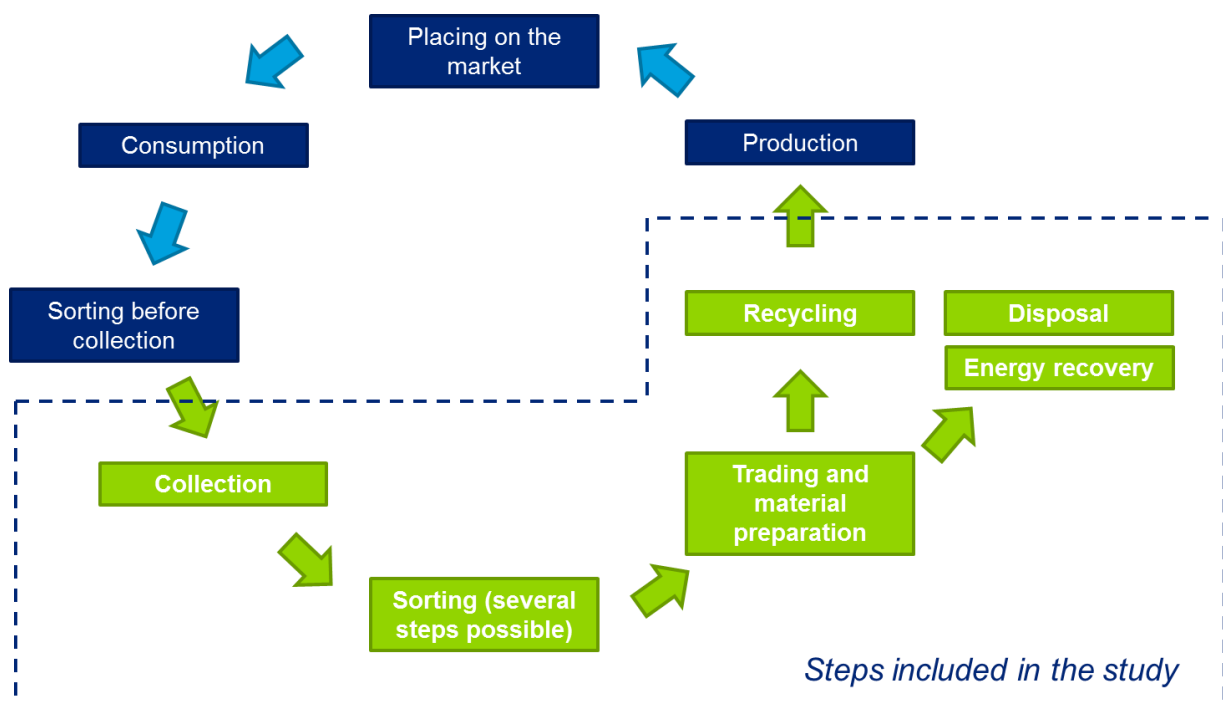 Placing on the
market
Consumption
Production
Sorting before
collection
Recycling
Disposal
Energy recovery
Collection
Trading and
material
preparation
Sorting (several
steps possible)
Steps included in the study